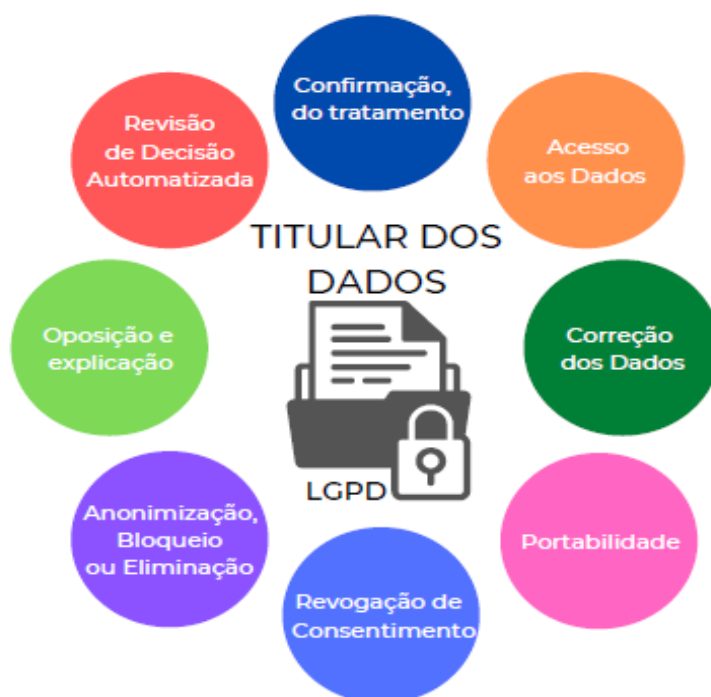 Confirmação,
do tratamento
Acesso
aos Dados
Correção
dos Dados
Portabilidade
Revogação de
Consentimento
Anonimização,
Bloqueio
ou Eliminação
Oposição e
explicação
Revisão
de Decisão
Automatizada
TITULAR DOS
DADOS
LGPD